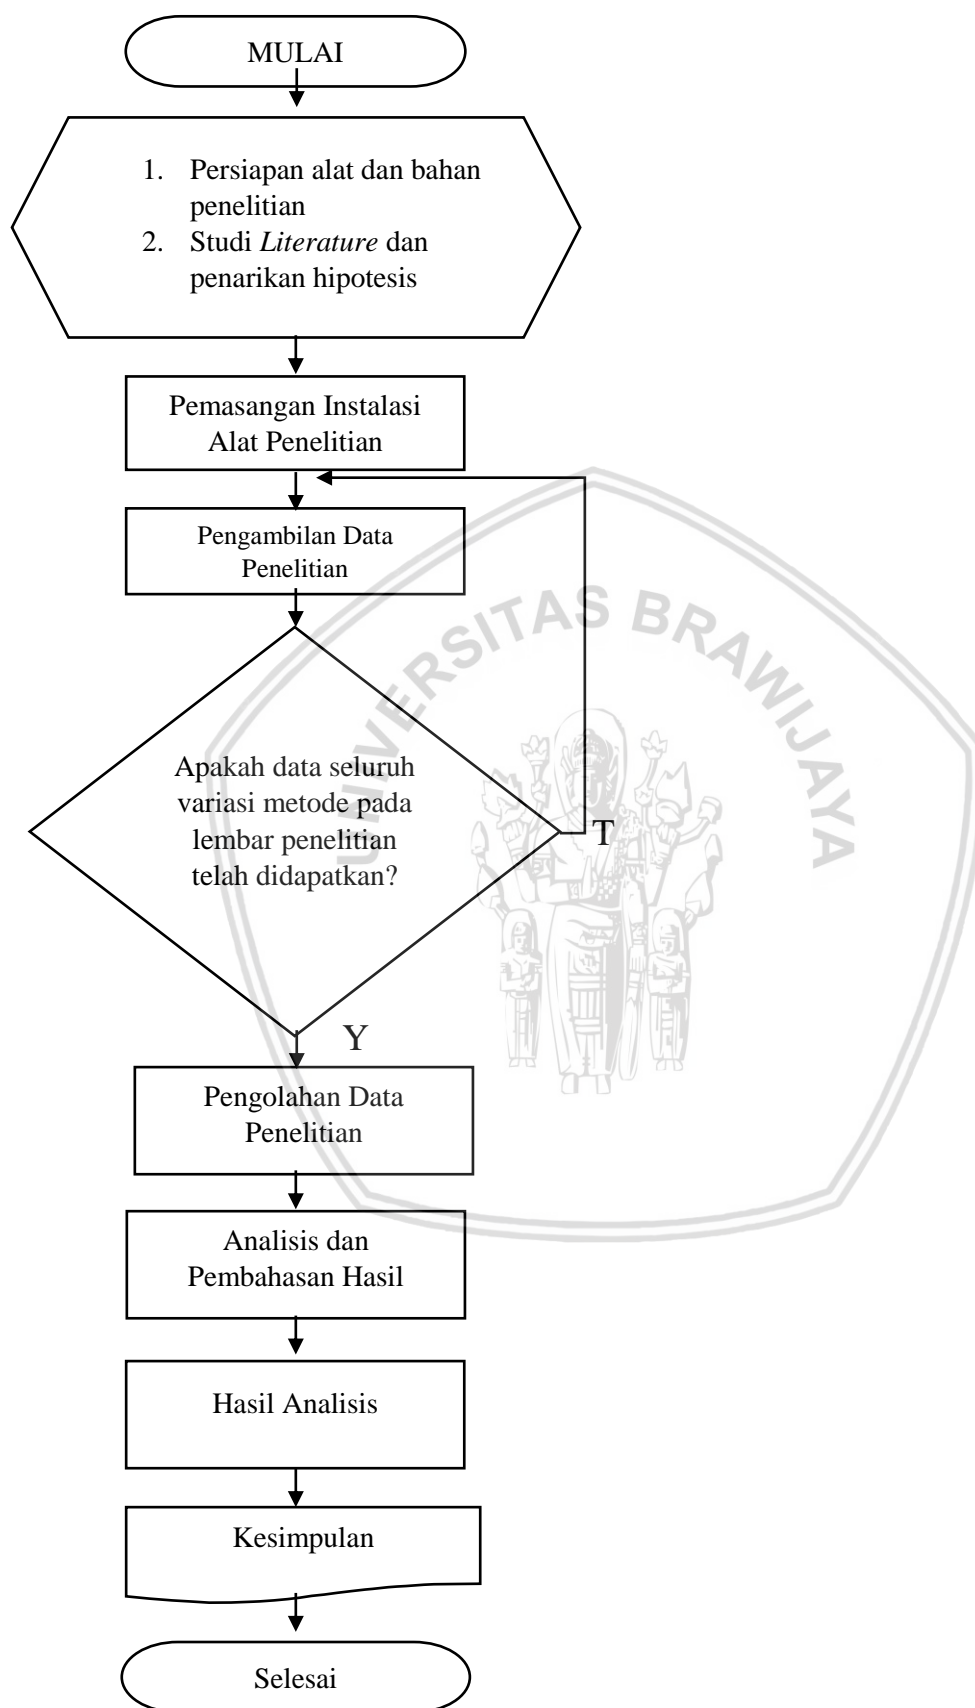 MULAI
1. Persiapan alat dan bahan
penelitian
2. Studi Literature dan
penarikan hipotesis
Pemasangan Instalasi
Alat Penelitian
Pengambilan Data
Penelitian
UNIVERSITAS BRAWIJAYA
Apakah data seluruh
variasi metode pada
lembar penelitian
telah didapatkan?
T
Y
Pengolahan Data
Penelitian
Analisis dan
Pembahasan Hasil
Hasil Analisis
Kesimpulan
Selesai